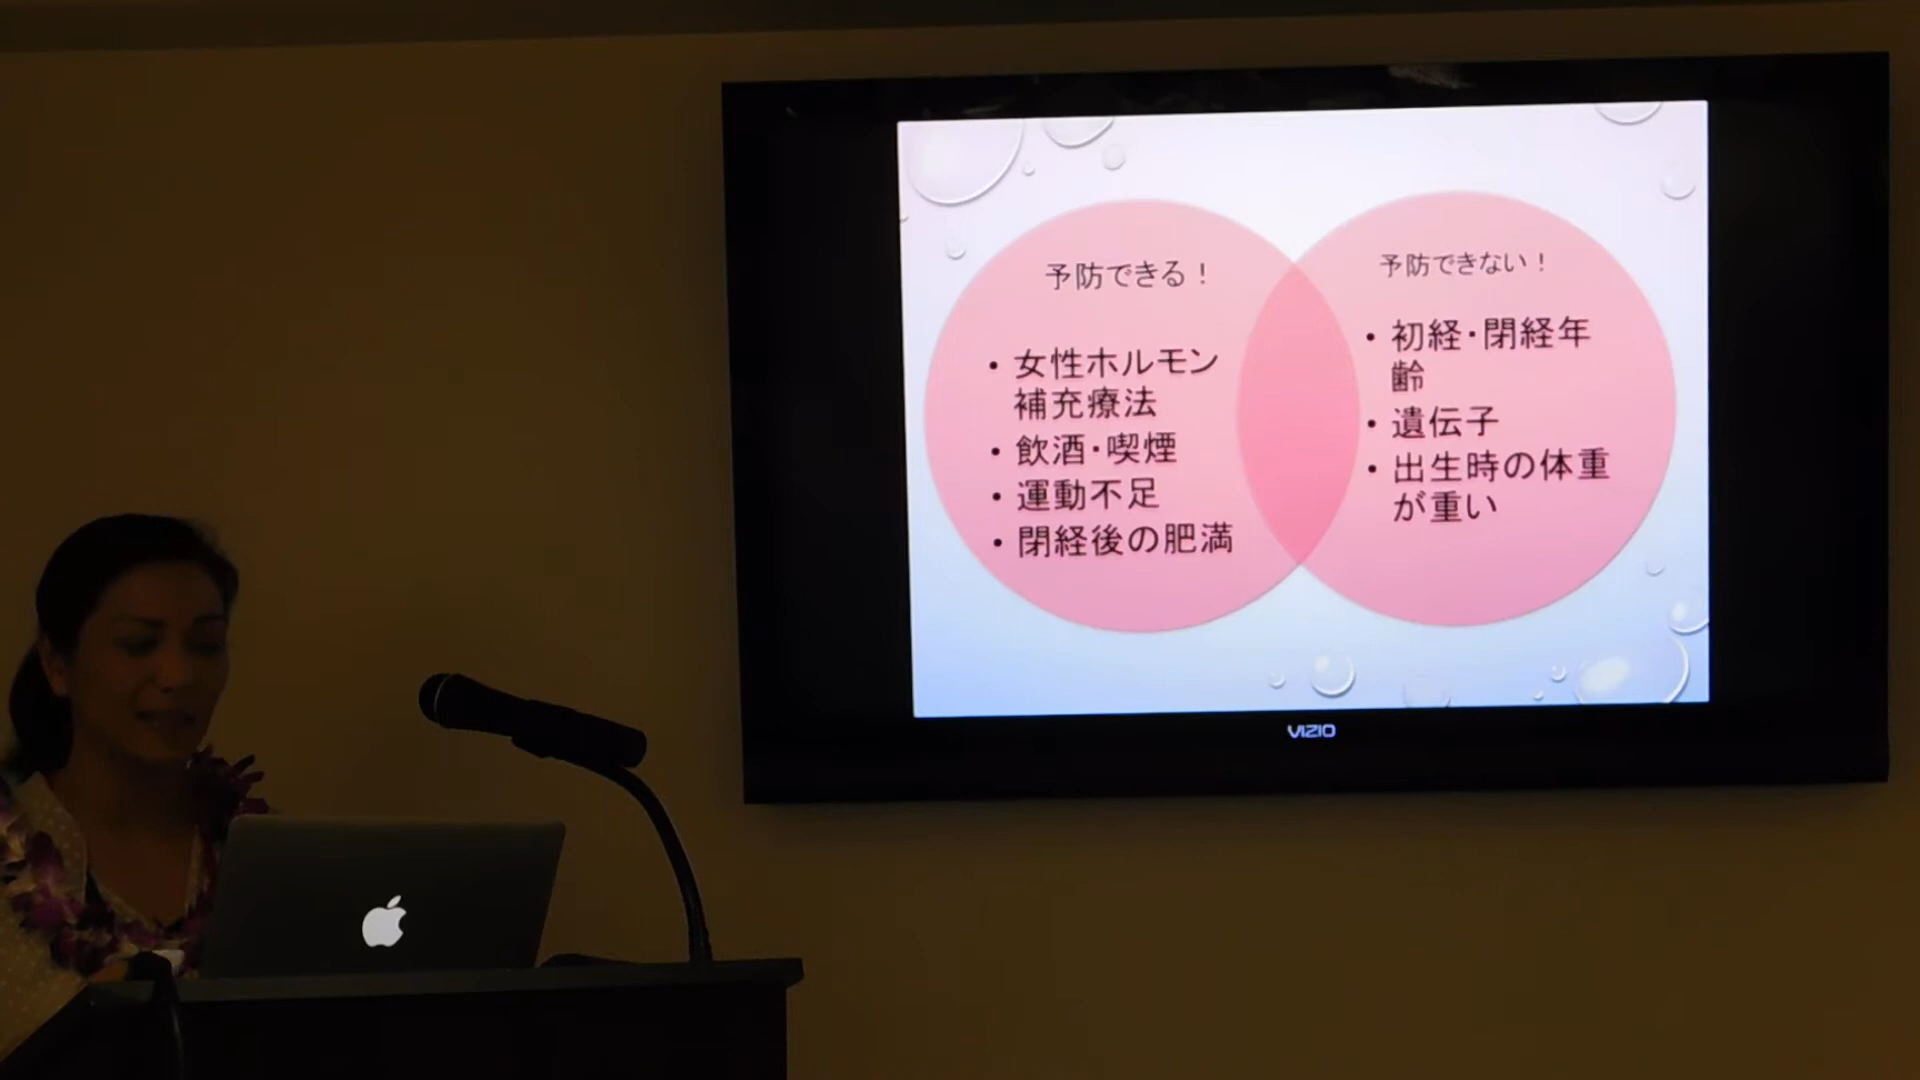 予防できる！
• 女性ホルモン
補充療法
• 飲酒・喫煙
• 運動不足
• 閉経後の肥満
予防できない！
• 初経・閉経年
齢
• 遺伝子
• 出生時の体重
が重い
VIZIO